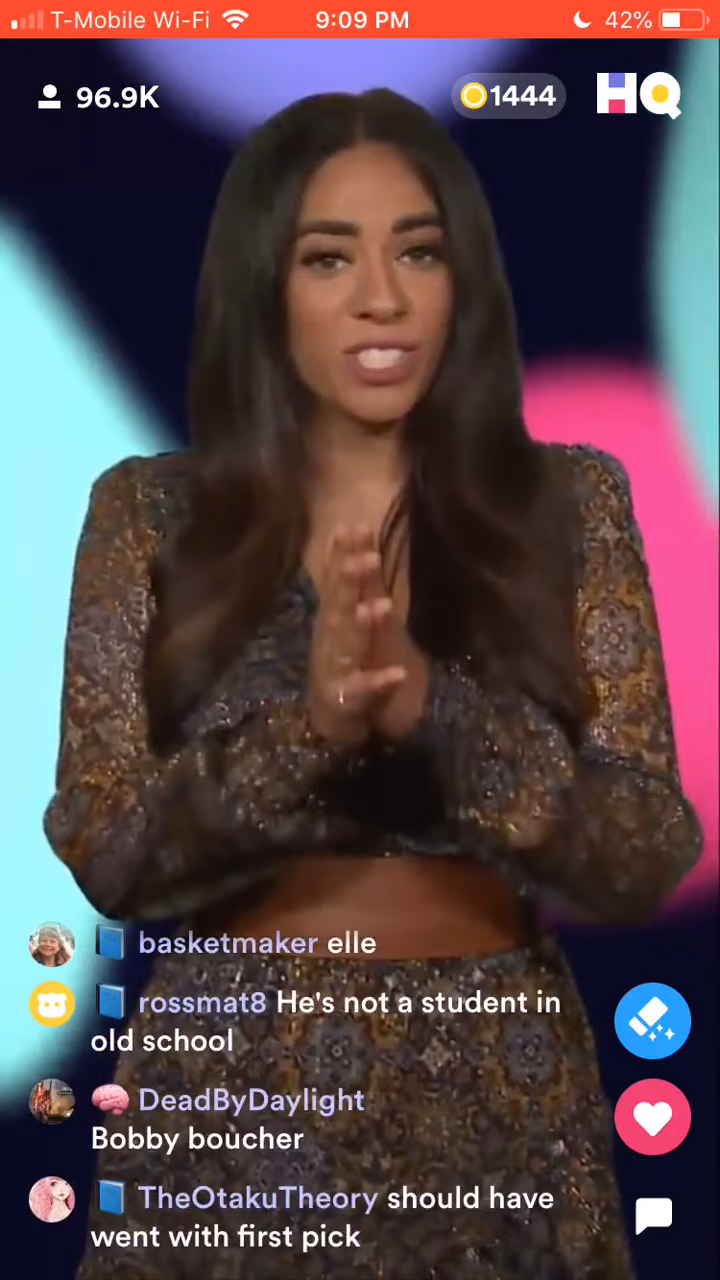 T-Mobile Wi-Fi 9:09 PM 42%
96.9K 1444 HQ
basketmaker elle
rossmat8 He's not a student in
old school
DeadByDaylight
Bobby boucher
TheOtakuTheory should have
went with first pick